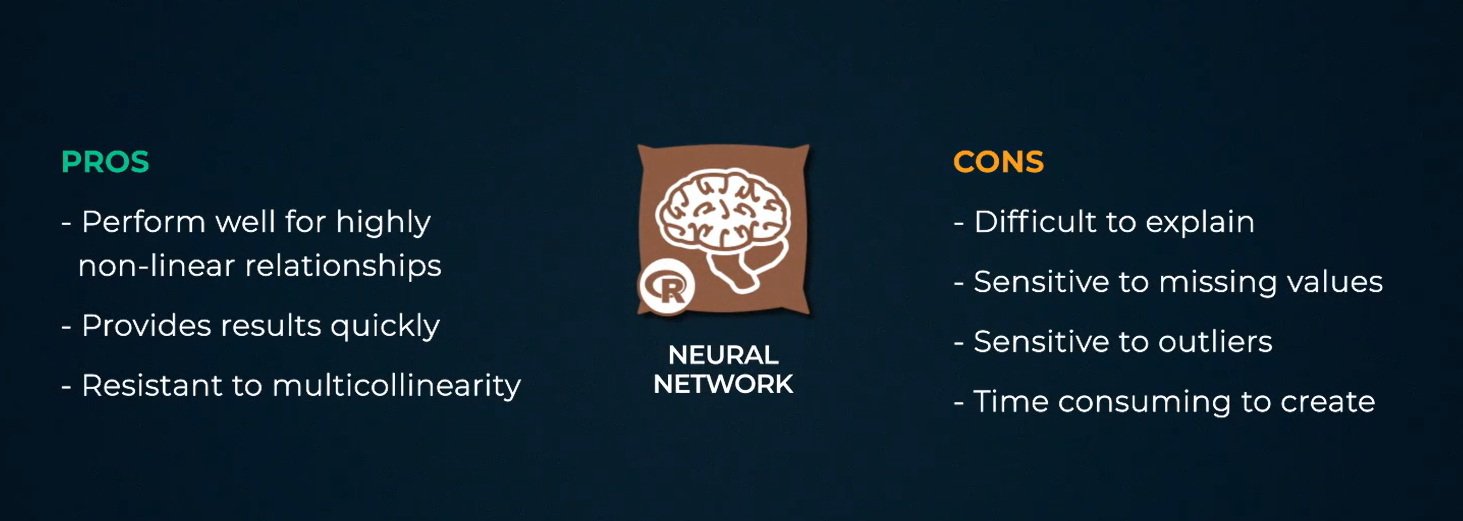 PROS
- Perform well for highly
non-linear relationships
- Provides results quickly
- Resistant to multicollinearity
R
NEURAL
NETWORK
CONS
- Difficult to explain
- Sensitive to missing values
- Sensitive to outliers
- Time consuming to create